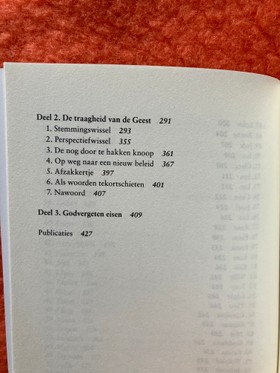 Deel 2. De traagheid van de Geest 291
1. Stemmingswissel 293
2. Perspectiefwissel 355
3. De nog door te hakken knoop 361
4. Op weg naar een nieuw beleid 367
5. Afzakkertje 397
6. Als woorden tekortschieten 401
7. Nawoord 407
Deel 3. Godvergeten eisen 409
Publicaties 427